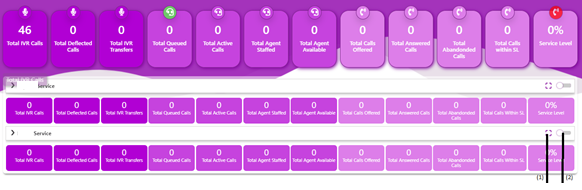 46 0 0 0 0 0 0 0 0 0 0 0%
Total IVR Calls Total Deflected Calls Total IVR Transfers Total Queued Calls Total Active Calls Total Agent Staffed Total Agent Available Total Calls Offered Total Answered Calls Total Abandoned Calls Total Calls within SL Service Level
Total IVR Calls
Service
0 0 0 0 0 0 0 0 0 0 0 0%
Total IVR Calls Total Deflected Calls Total IVR Transfers Total Queued Calls Total Active Calls Total Agent Staffed Total Agent Available Total Calls Offered Total Answered Calls Total Abandoned Calls Total Calls Within SL Service Level
Service
0 0 0 0 0 0 0 0 0 0 0 0%
Total IVR Calls Total Deflected Calls Total IVR Transfers Total Queued Calls Total Active Calls Total Agent Staffed Total Agent Available Total Calls Offered Total Answered Calls Total Abandoned Calls Total Calls Within SL Service Level
(1) (2)